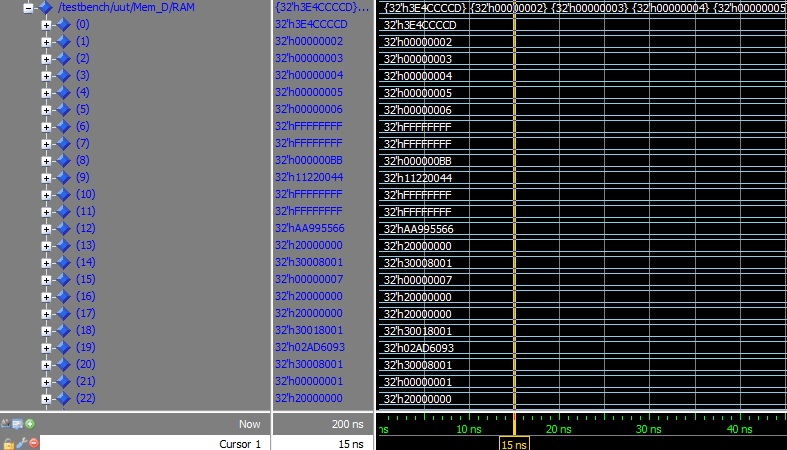 /testbench/uut/Mem_D/RAM {32'h3E4CCCCD}... {32'h3E4CCCCD} {32'h00000002} {32'h00000003} {32'h00000004} {32'h00000005
(0) 32'h3E4CCCCD 32'h3E4CCCCD
(1) 32'h00000002 32'h00000002
(2) 32'h00000003 32'h00000003
(3) 32'h00000004 32'h00000004
(4) 32'h00000005 32'h00000005
(5) 32'h00000006 32'h00000006
(6) 32'hFFFFFFFF 32'hFFFFFFFF
(7) 32'hFFFFFFFF 32'hFFFFFFFF
(8) 32'h000000BB 32'h000000BB
(9) 32'h11220044 32'h11220044
(10) 32'hFFFFFFFF 32'hFFFFFFFF
(11) 32'hFFFFFFFF 32'hFFFFFFFF
(12) 32'hAA995566 32'hAA995566
(13) 32'h20000000 32'h20000000
(14) 32'h30008001 32'h30008001
(15) 32'h00000007 32'h00000007
(16) 32'h20000000 32'h20000000
(17) 32'h20000000 32'h20000000
(18) 32'h30018001 32'h30018001
(19) 32'h02AD6093 32'h02AD6093
(20) 32'h30008001 32'h30008001
(21) 32'h00000001 32'h00000001
(22) 32'h20000000 32'h20000000
Now 200 ns ns 10 ns 20 ns 30 ns 40 ns
Cursor 1 15 ns 15 ns